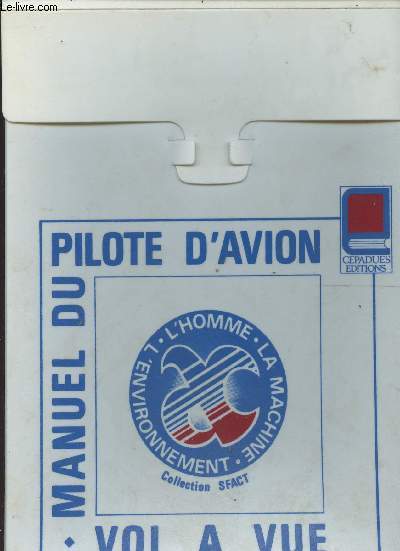 Le-livre.com
MANUEL DU
PILOTE D'AVION
• VOL A VUE
CEPADUES
EDITIONS
• L'HOMME • LA MACHINE • L'ENVIRONNEMENT
Collection SFACT